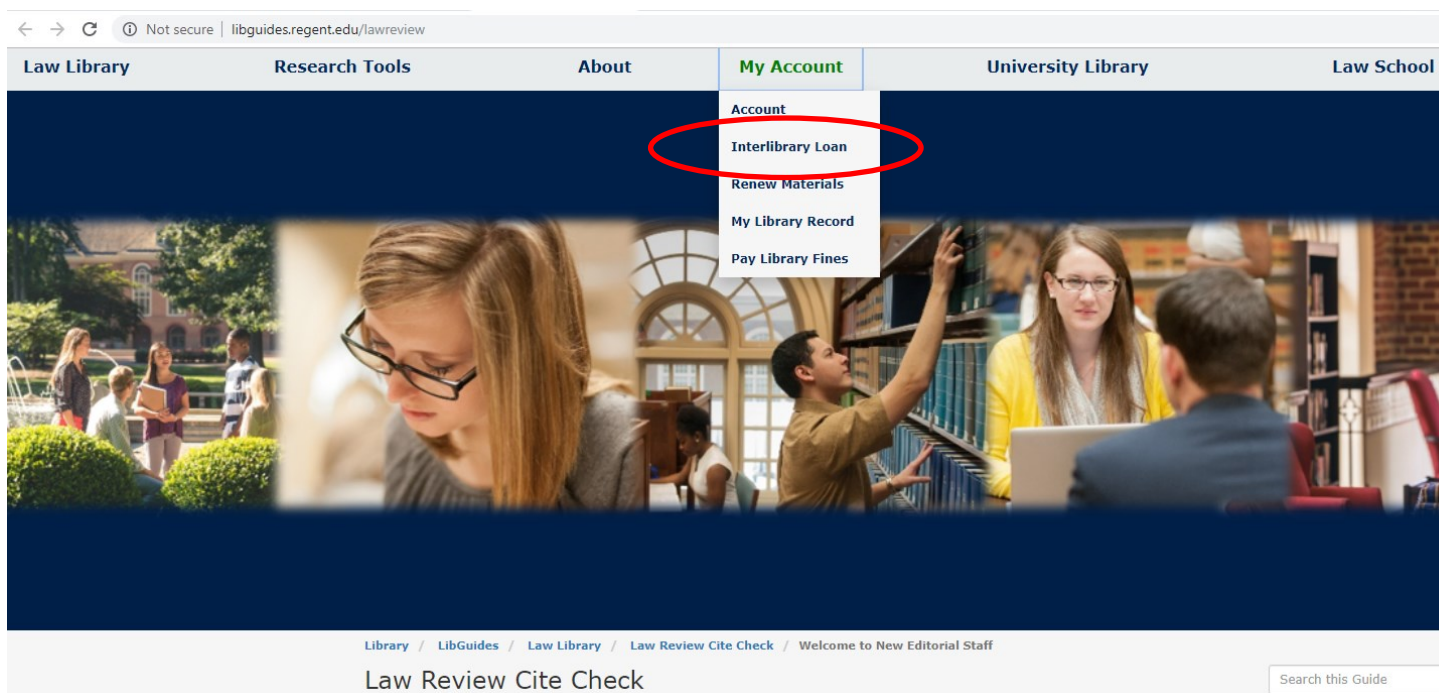 Not secure | libguides.regent.edu/lawreview
Law Library Research Tools About My Account University Library Law School
Account
Interlibrary Loan
Renew Materials
My Library Record
Pay Library Fines
Library / LibGuides / Law Library / Law Review Cite Check / Welcome to New Editorial Staff
Law Review Cite Check
Search this Guide